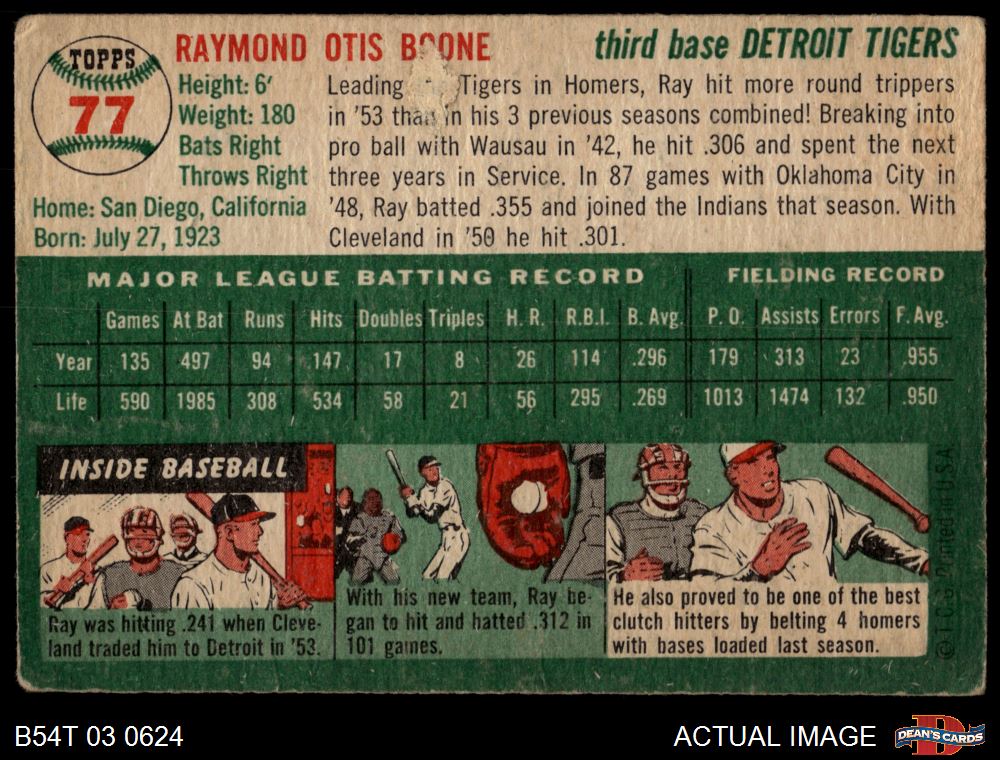 TOPPS
77
RAYMOND OTIS B ONE
third base DETROIT TIGERS
Height: 6'
Weight: 180
Bats Right
Throws Right
Home: San Diego, California
Born: July 27, 1923
Leading Tigers in Homers, Ray hit more round trippers
in '53 than in his 3 previous seasons combined! Breaking into
pro ball with Wausau in '42, he hit .306 and spent the next
three years in Service. In 87 games with Oklahoma City in
'48, Ray batted .355 and joined the Indians that season. With
Cleveland in '50 he hit .301.
MAJOR LEAGUE BATTING RECORD FIELDING RECORD
Games At Bat Runs Hits Doubles Triples H. R. R.B.I. B. Avg. P. O. Assists Errors F. Avg.
Year 135 497 94 147 17 8 26 114 .296 179 313 23 .955
Life 590 1985 308 534 58 21 56 295 .269 1013 1474 132 .950
INSIDE BASEBALL
Ray was hitting .241 when Cleve-
land traded him to Detroit in '53.
With his new team, Ray be-
gan to hit and hatted .312 in
101 games.
He also proved to be one of the best
clutch hitters by belting 4 homers
with bases loaded last season.
© T. C. G. Printed in U.S.A.
B54T 03 0624
ACTUAL IMAGE
DEAN'S CARDS